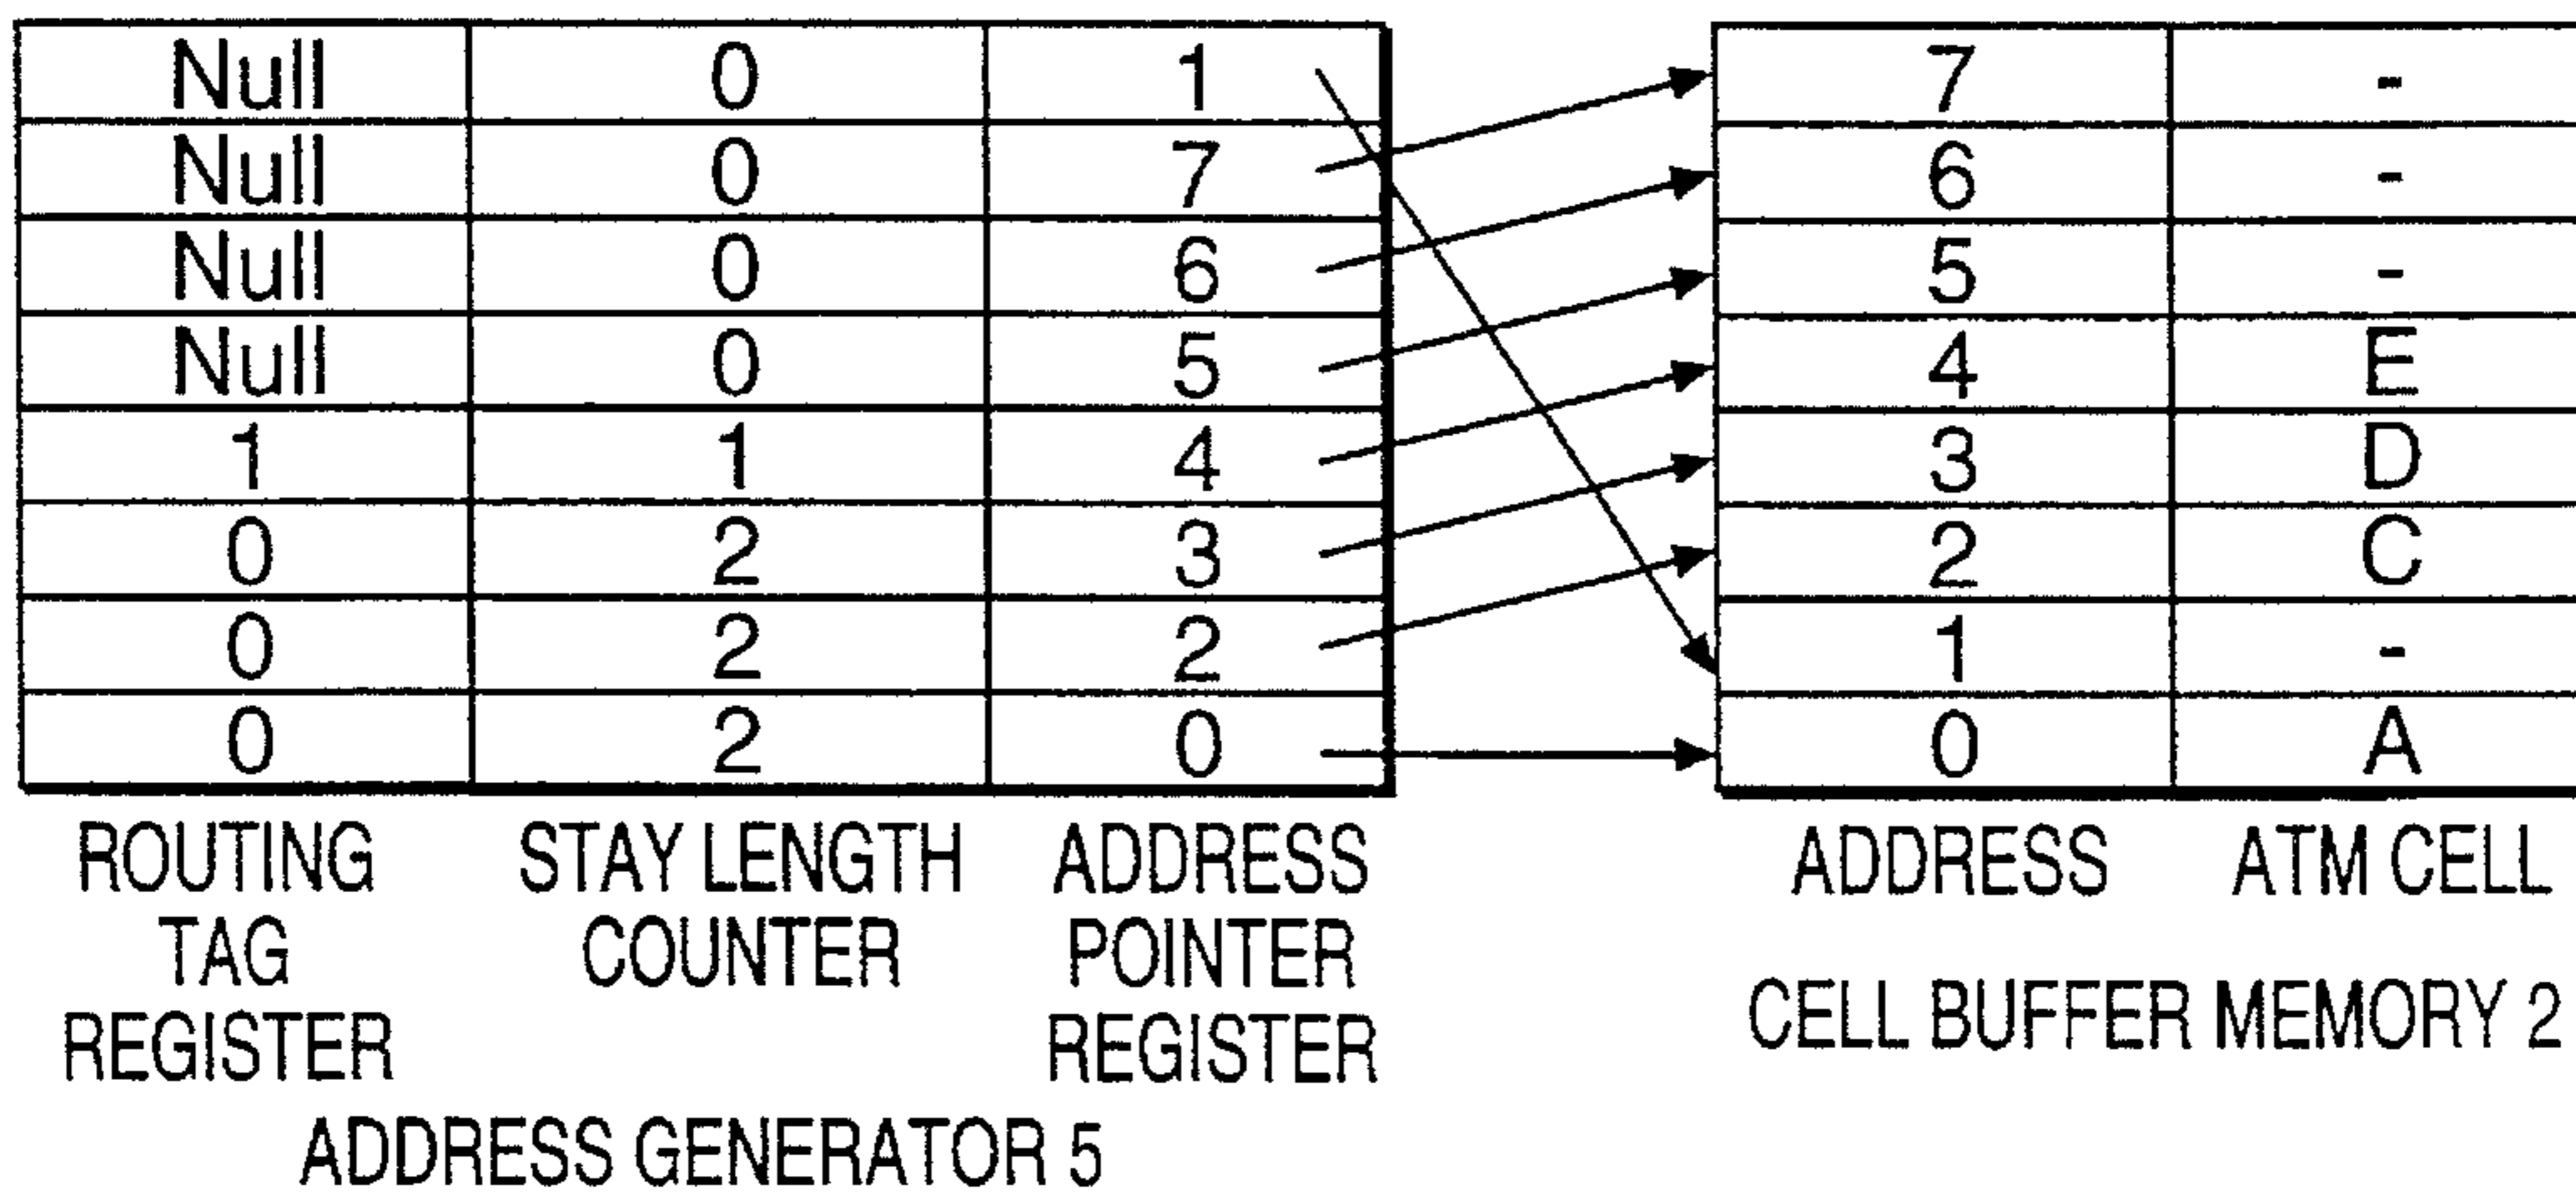 Null 0 1 7 -
Null 0 7 6 -
Null 0 6 5 -
Null 0 5 4 E
1 1 4 3 D
0 2 3 2 C
0 2 2 1 -
0 2 0 0 A
ROUTING STAY LENGTH ADDRESS ADDRESS ATM CELL
TAG COUNTER POINTER
REGISTER REGISTER
CELL BUFFER MEMORY 2
ADDRESS GENERATOR 5